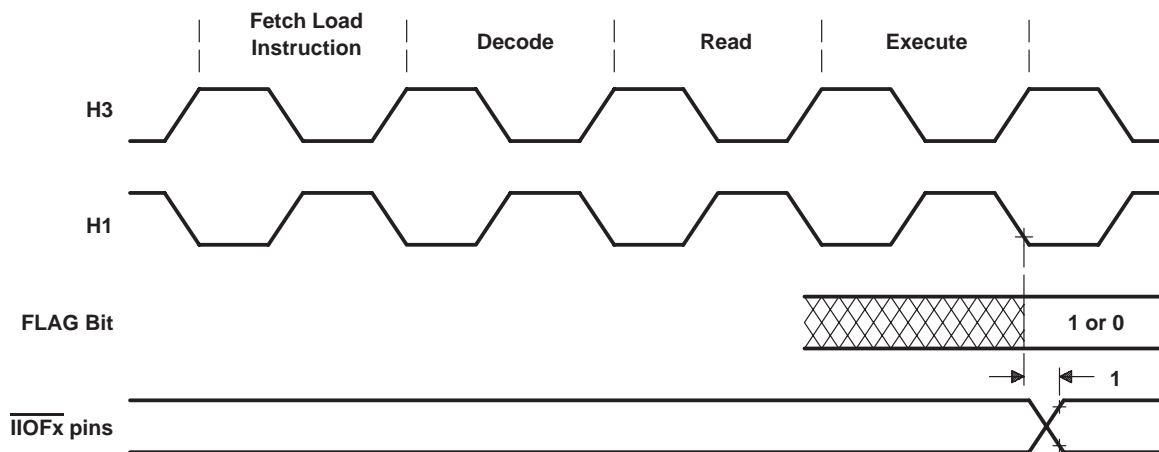 Fetch Load
Instruction
Decode
Read
Execute
H3
H1
FLAG Bit
1 or 0
1
IIOFx pins